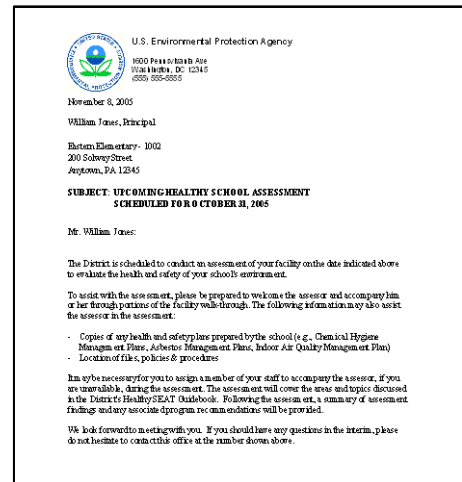 U.S. Environmental Protection Agency
1600 Pennsylvania Ave
Washington, DC 12345
(555) 555-5555
November 8, 2005
William Jones, Principal
Eastern Elementary - 1002
200 Solway Street
Anytown, PA 12345
SUBJECT: UPCOMING HEALTHY SCHOOL ASSESSMENT
SCHEDULED FOR OCTOBER 31, 2005
Mr. William Jones:
The District is scheduled to conduct an assessment of your facility on the date indicated above
to evaluate the health and safety of your school's environment.
To assist with the assessment, please be prepared to welcome the assessor and accompany him
or her through portions of the facility walk-through. The following information may also assist
the assessor in the assessment:
- Copies of any health and safety plans prepared by the school (e.g., Chemical Hygiene
Management Plans, Asbestos Management Plans, Indoor Air Quality Management Plan)
- Location of files, policies & procedures
It may be necessary for you to assign a member of your staff to accompany the assessor, if you
are unavailable, during the assessment. The assessment will cover the areas and topics discussed
in the District's HealthySEAT Guidebook. Following the assessment, a summary of assessment
findings and any associated program recommendations will be provided.
We look forward to meeting with you. If you should have any questions in the interim, please
do not hesitate to contact this office at the number shown above.